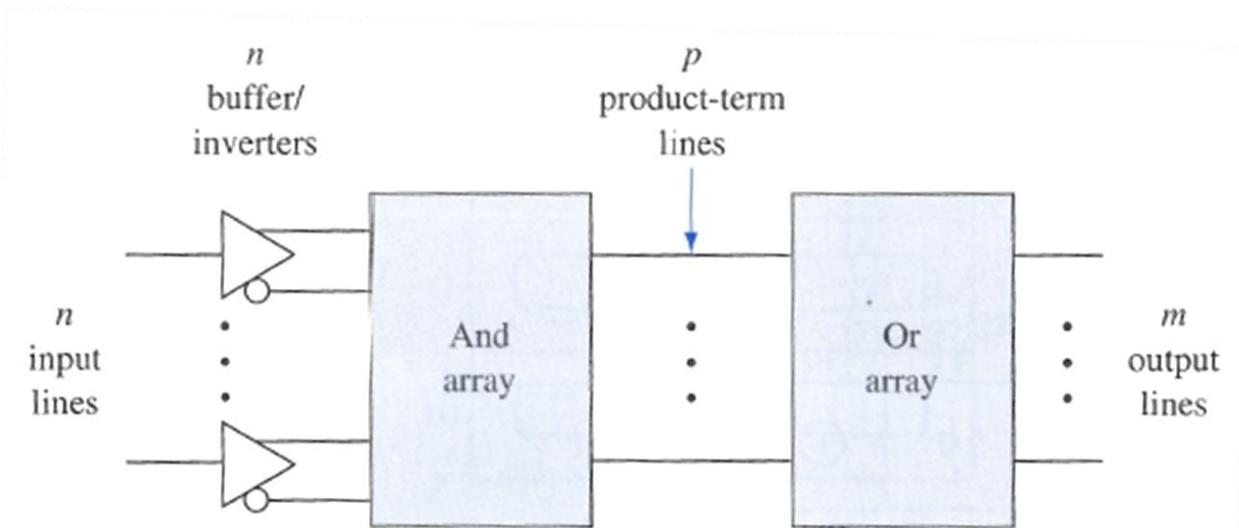 n
buffer/
inverters
p
product-term
lines
n
input
lines
And
array
Or
array
m
output
lines